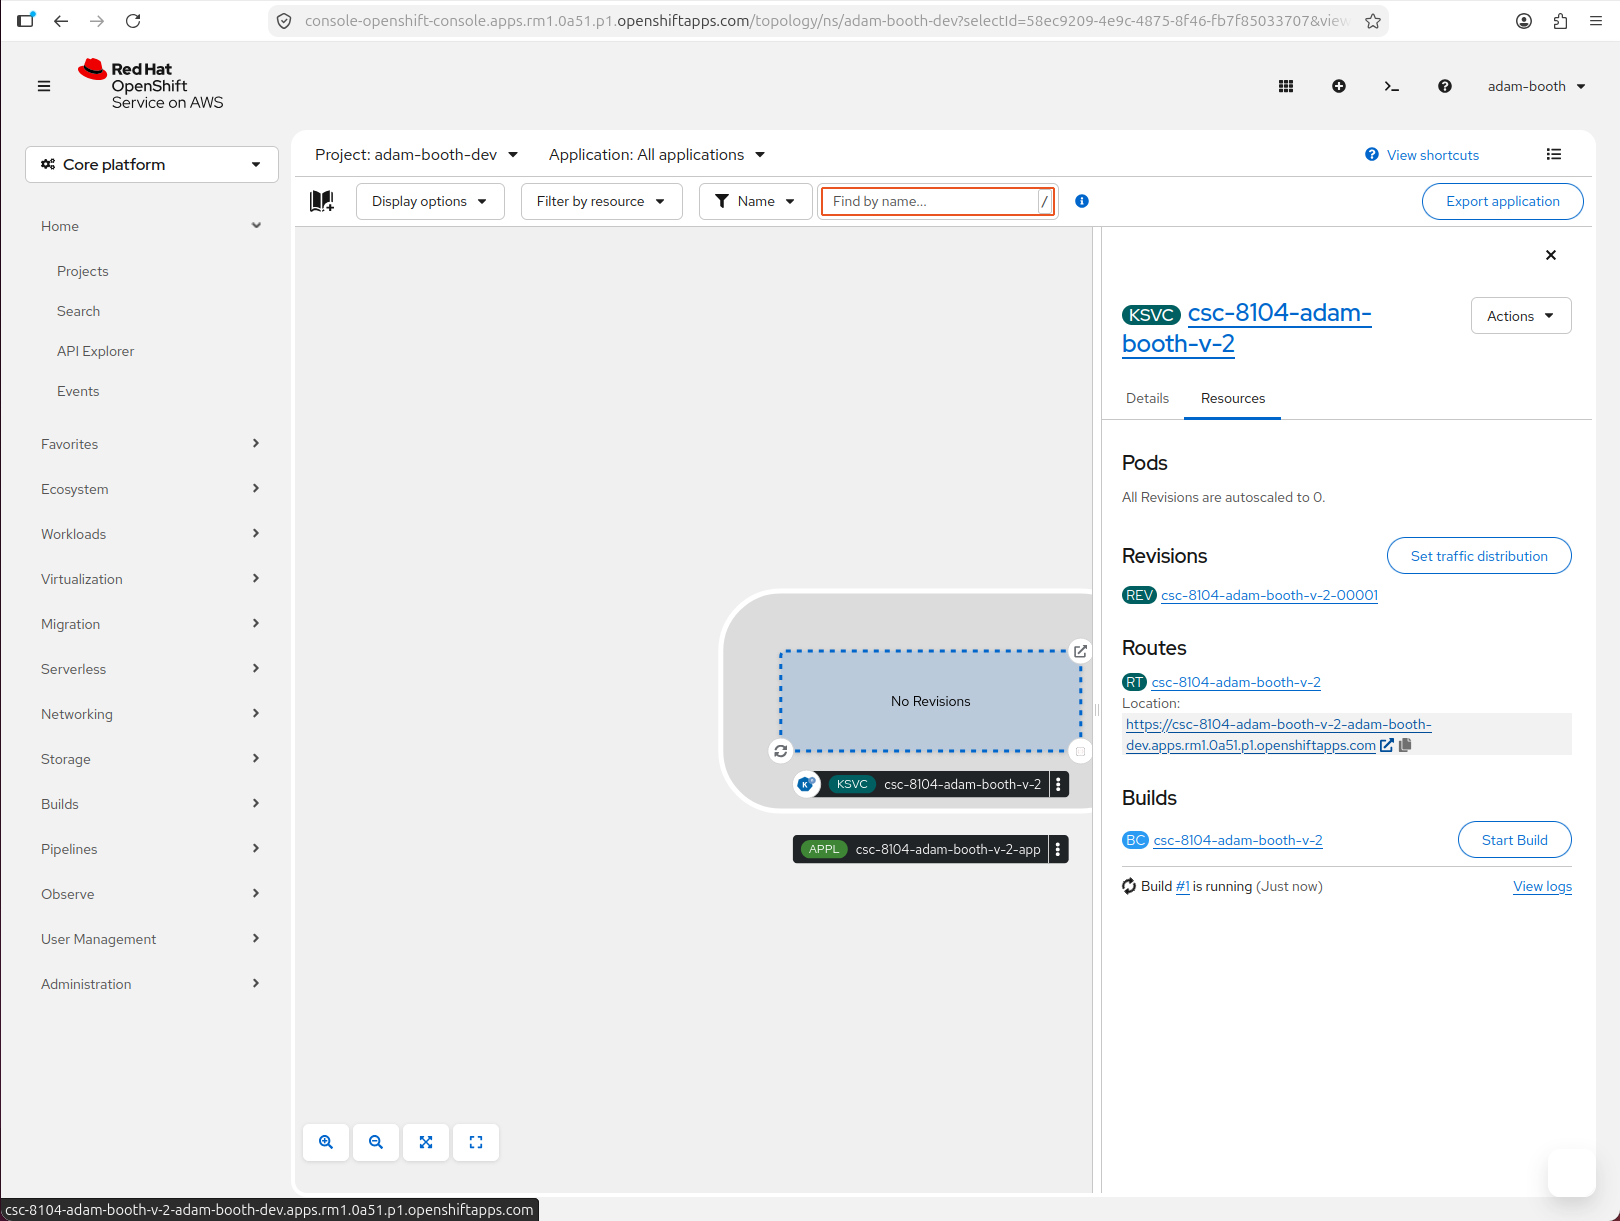 console-openshift-console.apps.rm1.0a51.p1.openshiftapps.com/topology/ns/adam-booth-dev?selectId=58ec9209-4e9c-4875-8f46-fb7f85033707&view
Red Hat
OpenShift
Service on AWS
adam-booth
Core platform
Home
Projects
Search
API Explorer
Events
Favorites
Ecosystem
Workloads
Virtualization
Migration
Serverless
Networking
Storage
Builds
Pipelines
Observe
User Management
Administration
Project: adam-booth-dev
Application: All applications
View shortcuts
Display options
Filter by resource
Name
Find by name...
/
Export application
No Revisions
KSVC csc-8104-adam-booth-v-2
APPL csc-8104-adam-booth-v-2-app
KSVC csc-8104-adam-
booth-v-2
Actions
Details
Resources
Pods
All Revisions are autoscaled to 0.
Revisions
Set traffic distribution
REV csc-8104-adam-booth-v-2-00001
Routes
RT csc-8104-adam-booth-v-2
Location:
https://csc-8104-adam-booth-v-2-adam-booth-
dev.apps.rm1.0a51.p1.openshiftapps.com
Builds
BC csc-8104-adam-booth-v-2
Start Build
Build #1 is running (Just now)
View logs
csc-8104-adam-booth-v-2-adam-booth-dev.apps.rm1.0a51.p1.openshiftapps.com